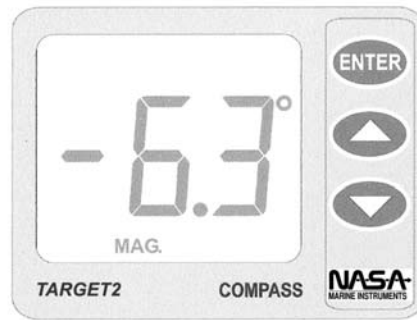 -6.3°
MAG.
TARGET2 COMPASS
ENTER
NASA
MARINE INSTRUMENTS